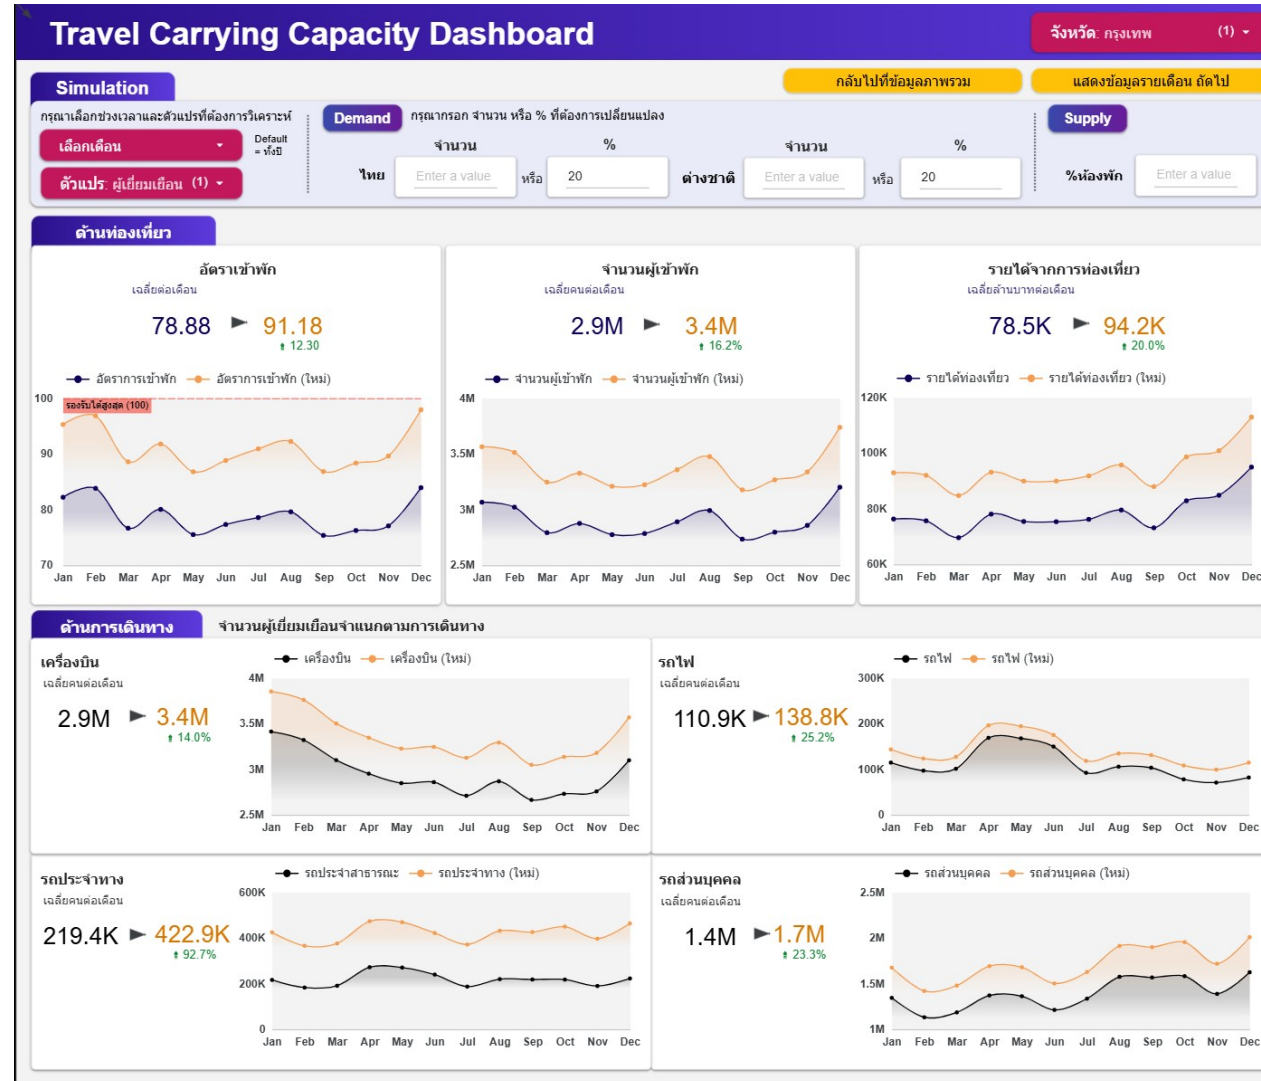 Travel Carrying Capacity Dashboard
จังหวัด: กรุงเทพ (1)
Simulation
กลับไปที่ข้อมูลภาพรวม
แสดงข้อมูลรายเดือน ถัดไป
กรุณาเลือกช่วงเวลาและตัวแปรที่ต้องการวิเคราะห์
เลือกเดือน
Default
= ทั้งปี
ตัวแปร: ผู้เยี่ยมเยือน (1)
Demand
กรุณากรอก จำนวน หรือ % ที่ต้องการเปลี่ยนแปลง
จำนวน % จำนวน %
ไทย Enter a value หรือ 20 ต่างชาติ Enter a value หรือ 20
Supply
%ห้องพัก Enter a value
ด้านท่องเที่ยว
อัตราเข้าพัก
เฉลี่ยต่อเดือน
78.88 91.18
12.30
อัตราการเข้าพัก อัตราการเข้าพัก (ใหม่)
100
รองรับได้สูงสุด (100)
90
80
70
Jan Feb Mar Apr May Jun Jul Aug Sep Oct Nov Dec
จำนวนผู้เข้าพัก
เฉลี่ยคนต่อเดือน
2.9M 3.4M
16.2%
จำนวนผู้เข้าพัก จำนวนผู้เข้าพัก (ใหม่)
4M
3.5M
3M
2.5M
Jan Feb Mar Apr May Jun Jul Aug Sep Oct Nov Dec
รายได้จากการท่องเที่ยว
เฉลี่ยล้านบาทต่อเดือน
78.5K 94.2K
20.0%
รายได้ท่องเที่ยว รายได้ท่องเที่ยว (ใหม่)
120K
100K
80K
60K
Jan Feb Mar Apr May Jun Jul Aug Sep Oct Nov Dec
ด้านการเดินทาง
จำนวนผู้เยี่ยมเยือนจำแนกตามการเดินทาง
เครื่องบิน
เฉลี่ยคนต่อเดือน
2.9M 3.4M
14.0%
เครื่องบิน เครื่องบิน (ใหม่)
4M
3.5M
3M
2.5M
Jan Feb Mar Apr May Jun Jul Aug Sep Oct Nov Dec
รถไฟ
เฉลี่ยคนต่อเดือน
110.9K 138.8K
25.2%
รถไฟ รถไฟ (ใหม่)
300K
200K
100K
0
Jan Feb Mar Apr May Jun Jul Aug Sep Oct Nov Dec
รถประจำทาง
เฉลี่ยคนต่อเดือน
219.4K 422.9K
92.7%
รถประจำสาธารณะ รถประจำทาง (ใหม่)
600K
400K
200K
0
Jan Feb Mar Apr May Jun Jul Aug Sep Oct Nov Dec
รถส่วนบุคคล
เฉลี่ยคนต่อเดือน
1.4M 1.7M
23.3%
รถส่วนบุคคล รถส่วนบุคคล (ใหม่)
2.5M
2M
1.5M
1M
Jan Feb Mar Apr May Jun Jul Aug Sep Oct Nov Dec